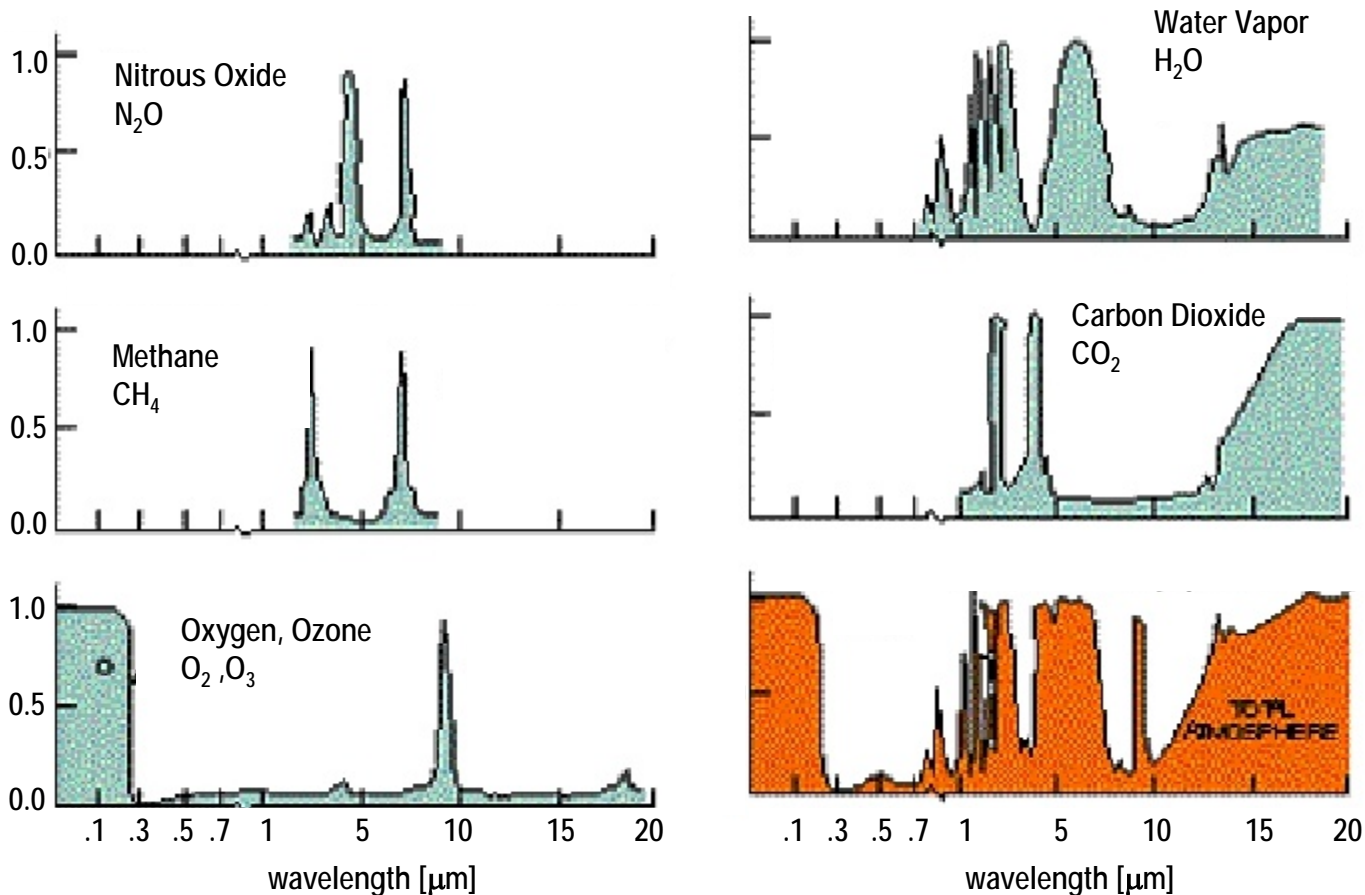 1.0
Nitrous Oxide
N₂O
0.5
0.0
Water Vapor
H₂O
1.0
Methane
CH₄
0.5
0.0
Carbon Dioxide
CO₂
1.0
Oxygen, Ozone
O₂ ,O₃
0.5
0.0
.1 .3 .5 .7 1 5 10 15 20
wavelength [μm]
TOTAL
ATMOSPHERE
.1 .3 .5 .7 1 5 10 15 20
wavelength [μm]